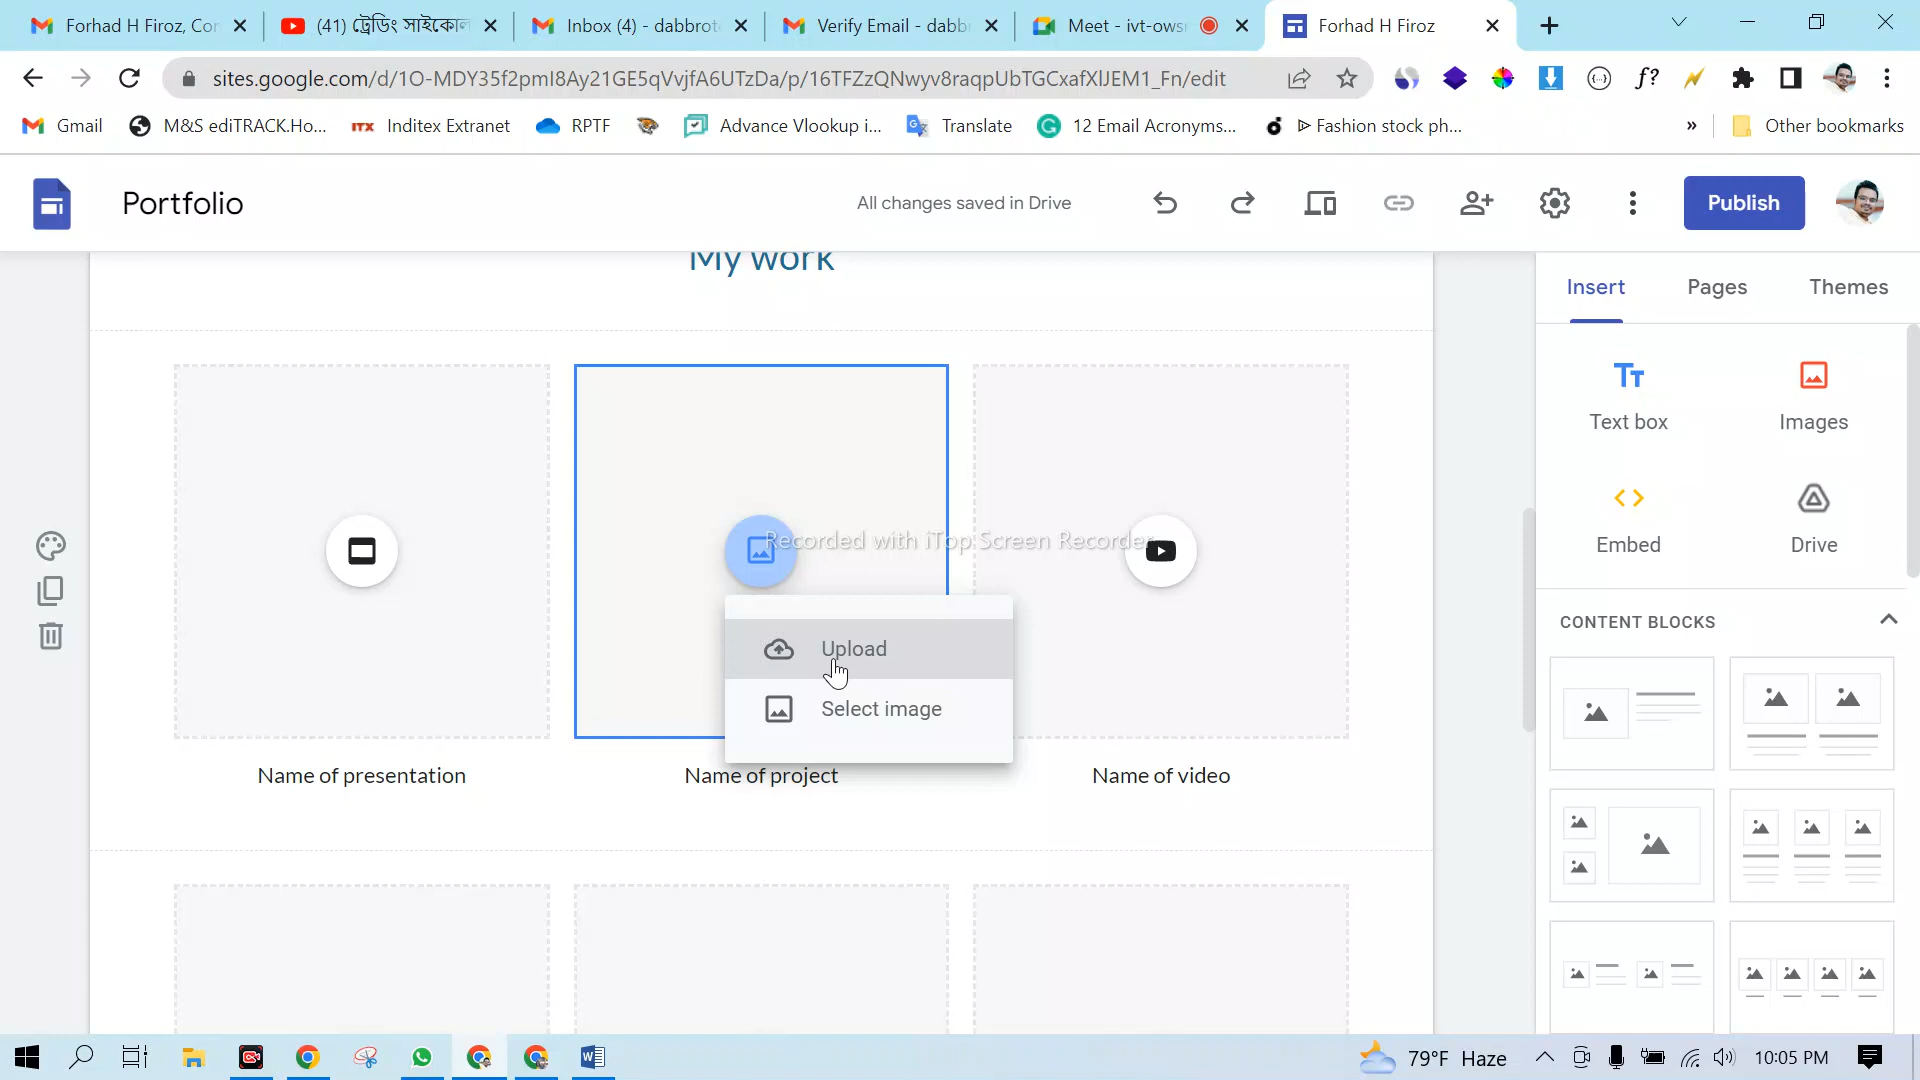 Forhad H Firoz, Con
(41) ট্রেডিং সাইকোল
Inbox (4) - dabbrot
Verify Email - dabb
Meet - ivt-ows
Forhad H Firoz
sites.google.com/d/1O-MDY35f2pmI8Ay21GE5qVvjfA6UTzDa/p/16TFZzQNwyv8raqpUbTGCxafXlJEM1_Fn/edit
f?
Gmail
M&S ediTRACK.Ho...
ITX
Inditex Extranet
RPTF
Advance Vlookup i...
Translate
12 Email Acronyms...
Fashion stock ph...
»
Other bookmarks
Portfolio
All changes saved in Drive
Publish
My work
Insert
Pages
Themes
Tт
Text box
Images
Embed
Drive
Recorded with iTop Screen Recorder
CONTENT BLOCKS
Upload
Select image
Name of presentation
Name of project
Name of video
79°F Haze
10:05 PM